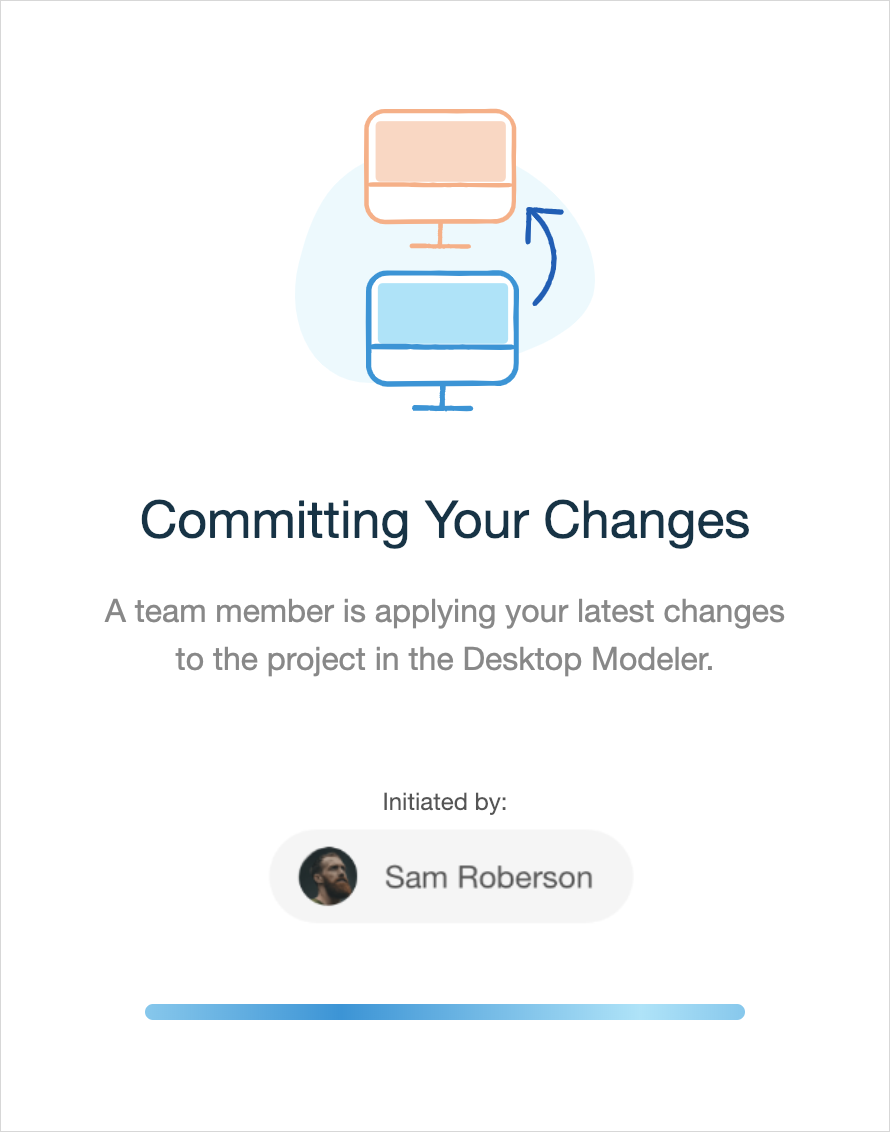 Committing Your Changes
A team member is applying your latest changes
to the project in the Desktop Modeler.
Initiated by:
Sam Roberson